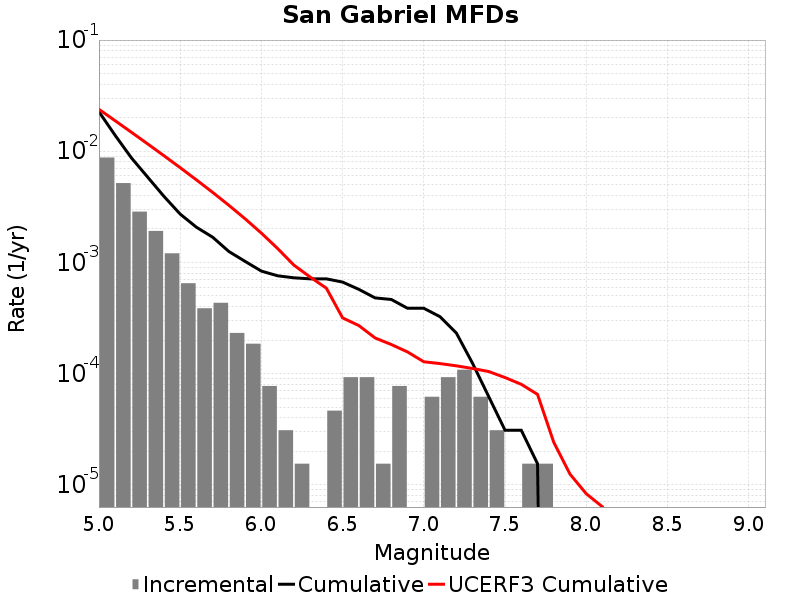 San Gabriel MFDs
Rate (1/yr)
10-1
10-2
10-3
10-4
10-5
5.0 5.5 6.0 6.5 7.0 7.5 8.0 8.5 9.0
Magnitude
Incremental Cumulative UCERF3 Cumulative